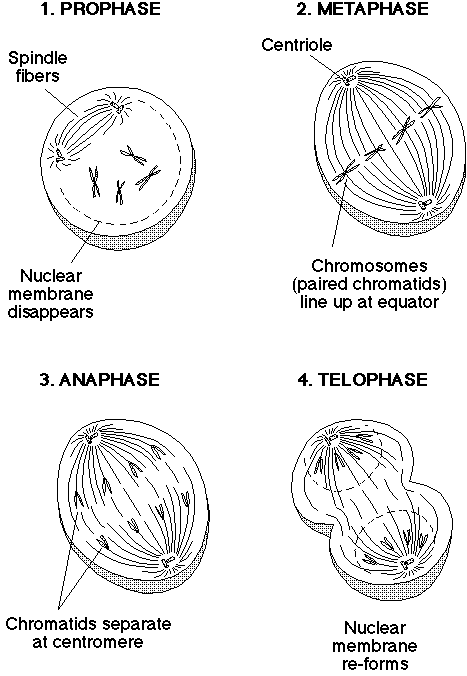 1. PROPHASE
Spindle
fibers
Nuclear
membrane
disappears
2. METAPHASE
Centriole
Chromosomes
(paired chromatids)
line up at equator
3. ANAPHASE
Chromatids separate
at centromere
4. TELOPHASE
Nuclear
membrane
re-forms